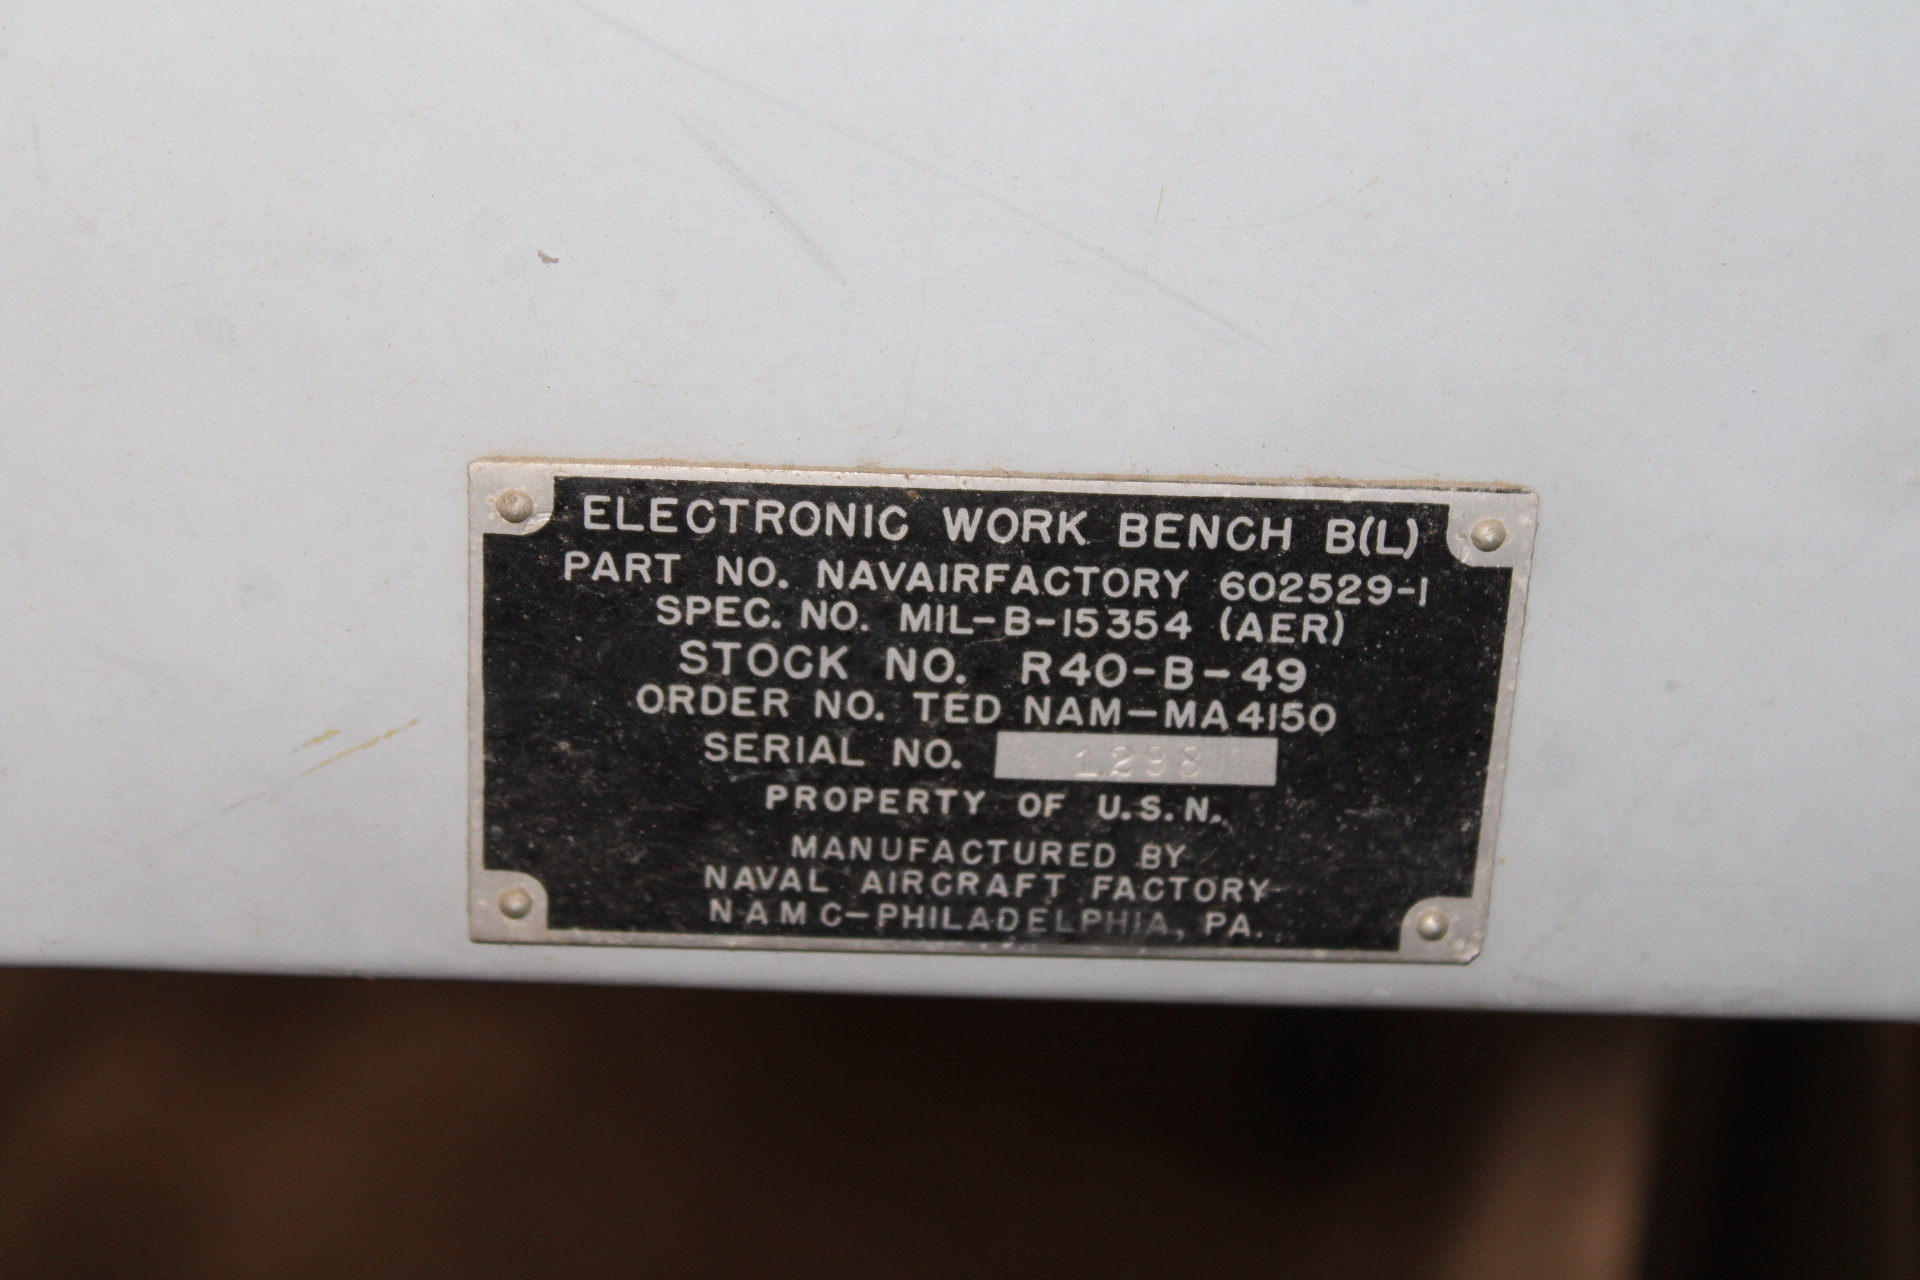 ELECTRONIC WORK BENCH B(L)
PART NO. NAVAIRFACTORY 602529-1
SPEC. NO. MIL-B-15354 (AER)
STOCK NO. R40-B-49
ORDER NO. TED NAM-MA4150
SERIAL NO. 1298
PROPERTY OF U.S.N.
MANUFACTURED BY
NAVAL AIRCRAFT FACTORY
NAMC-PHILADELPHIA, PA.